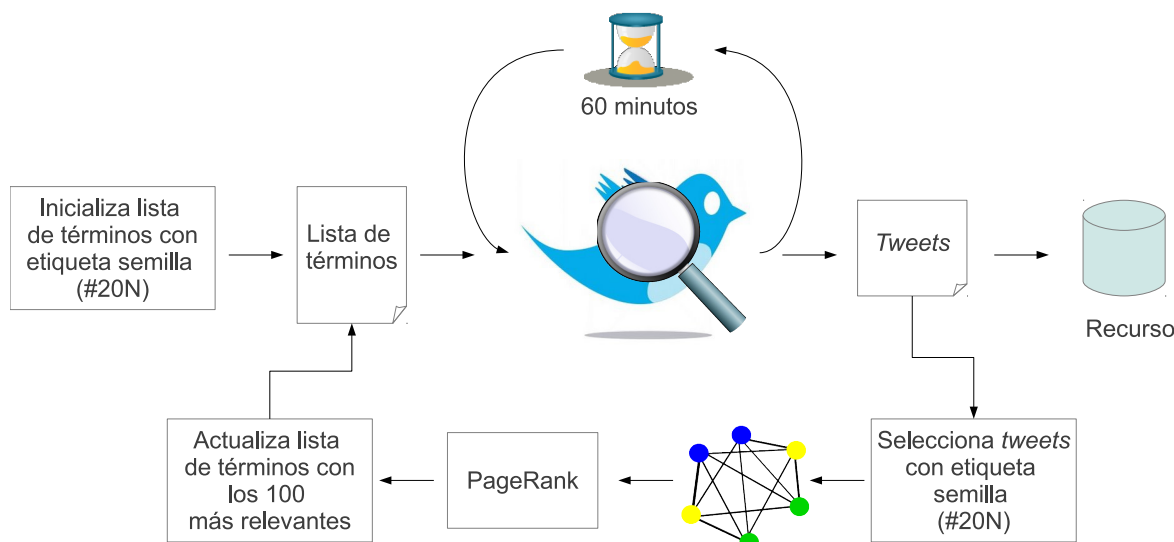 60 minutos
Inicializa lista
de términos con
etiqueta semilla
(#20N)
Lista de
términos
Tweets
Recurso
Actualiza lista
de términos con
los 100
más relevantes
PageRank
Selecciona tweets
con etiqueta
semilla
(#20N)